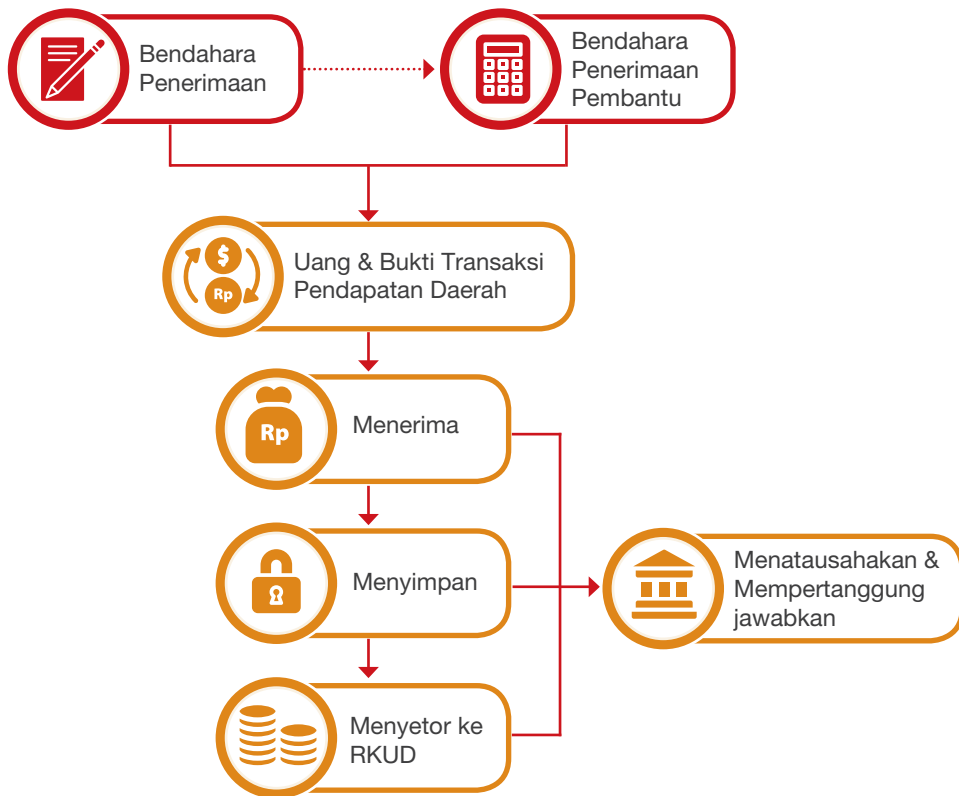 Bendahara
Penerimaan
Bendahara
Penerimaan
Pembantu
$
Rp
Uang & Bukti Transaksi
Pendapatan Daerah
Rp
Menerima
Menyimpan
Menatausahakan &
Mempertanggung
jawabkan
Menyetor ke
RKUD